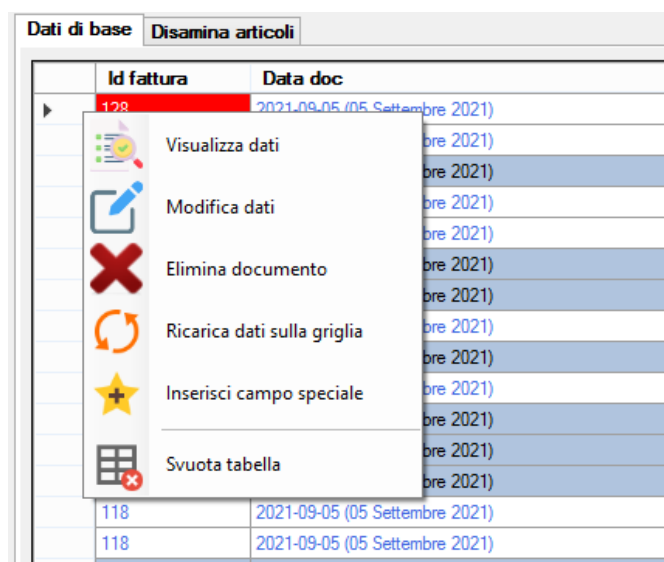 Dati di base Disamina articoli
Id fattura Data doc
128 2021-09-05 (05 Settembre 2021)
bre 2021)
Visualizza dati
bre 2021)
bre 2021)
Modifica dati
bre 2021)
bre 2021)
Elimina documento
bre 2021)
bre 2021)
Ricarica dati sulla griglia
bre 2021)
bre 2021)
Inserisci campo speciale
bre 2021)
bre 2021)
Svuota tabella
bre 2021)
118 2021-09-05 (05 Settembre 2021)
118 2021-09-05 (05 Settembre 2021)